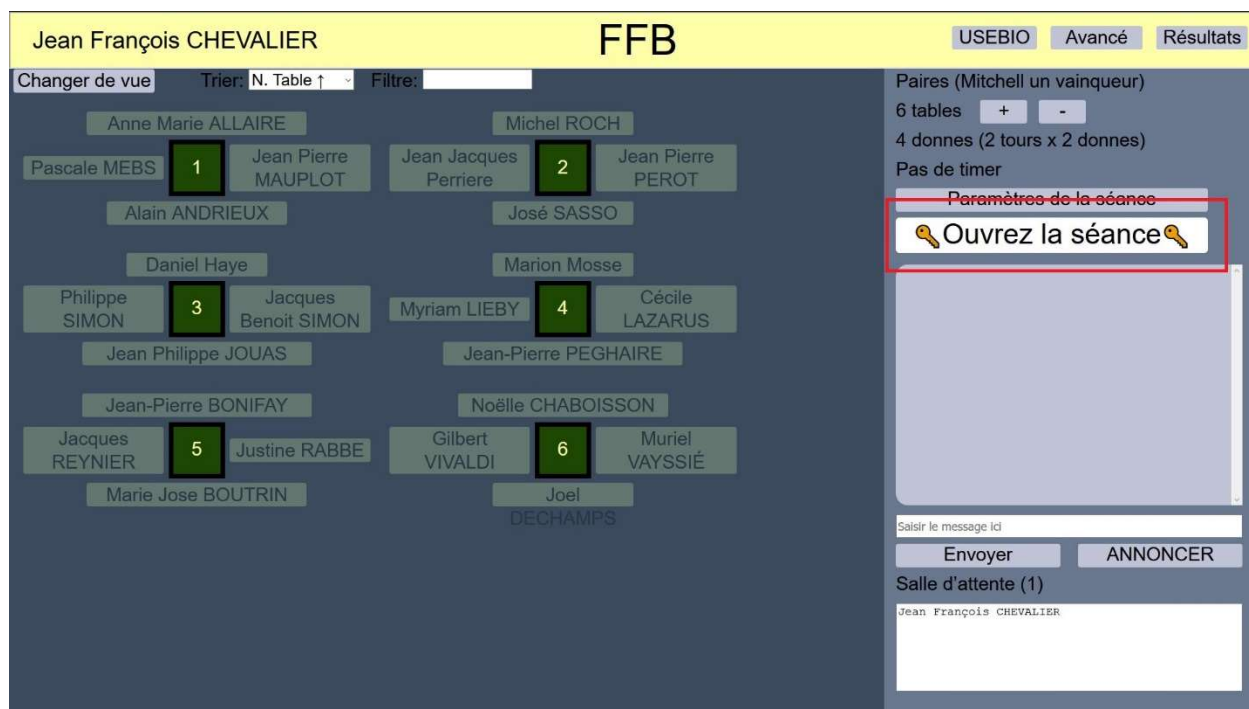 Jean François CHEVALIER
FFB
USEBIO Avancé Résultats
Changer de vue Trier: N. Table ↑ Filtre:
Anne Marie ALLAIRE
Pascale MEBS 1 Jean Pierre
MAUPLOT
Alain ANDRIEUX
Michel ROCH
Jean Jacques
Perriere 2 Jean Pierre
PEROT
José SASSO
Daniel Haye
Philippe
SIMON 3 Jacques
Benoit SIMON
Jean Philippe JOUAS
Marion Mosse
Myriam LIEBY 4 Cécile
LAZARUS
Jean-Pierre PEGHAIRE
Jean-Pierre BONIFAY
Jacques
REYNIER 5 Justine RABBE
Marie Jose BOUTRIN
Noëlle CHABOISSON
Gilbert
VIVALDI 6 Muriel
VAYSSIÉ
Joel
DECHAMPS
Paires (Mitchell un vainqueur)
6 tables + -
4 donnes (2 tours x 2 donnes)
Pas de timer
Paramètres de la séance
Ouvrez la séance
Saisir le message ici
Envoyer ANNONCER
Salle d'attente (1)
Jean François CHEVALIER